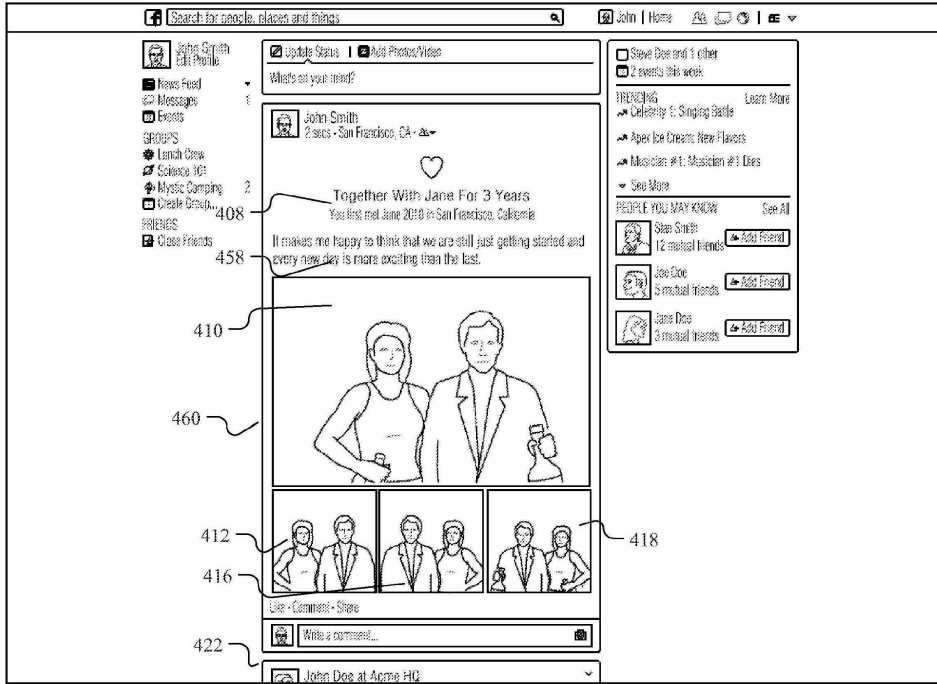 Search for people, places and things
John | Home
John Smith
Edit Profile
News Feed
Messages 1
Events
GROUPS
Lunch Crew
Science 101
Mystic Camping 2
Create Group...
FRIENDS
Close Friends
Update Status | Add Photos/Video
What's on your mind?
John Smith
2 secs • San Francisco, CA •
Together With Jane For 3 Years
You first met June 2010 in San Francisco, California
It makes me happy to think that we are still just getting started and
every new day is more exciting than the last.
408
458
410
460
412
416
418
Like • Comment • Share
Write a comment...
422
John Doe at Acme HQ
Steve Doe and 1 other
2 events this week
TRENDING Learn More
Celebrity 1: Singing Battle
Apex Ice Cream: New Flavors
Musician #1: Musician #1 Dies
See More
PEOPLE YOU MAY KNOW See All
Stan Smith
12 mutual friends
Add Friend
Joe Doe
5 mutual friends
Add Friend
Jane Doe
3 mutual friends
Add Friend